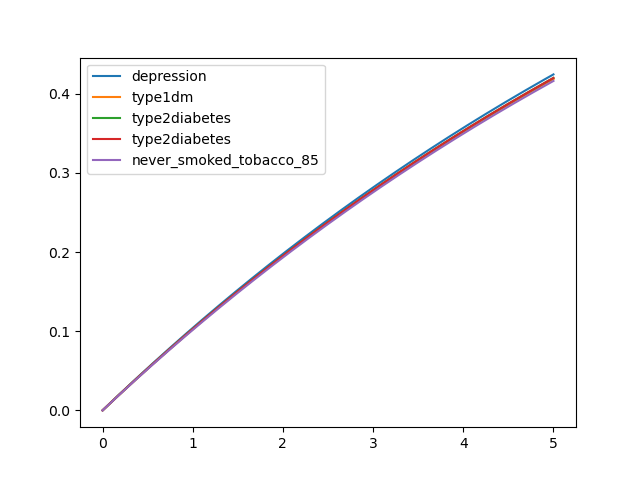 depression
type1dm
type2diabetes
type2diabetes
never_smoked_tobacco_85
0.4
0.3
0.2
0.1
0.0
0 1 2 3 4 5